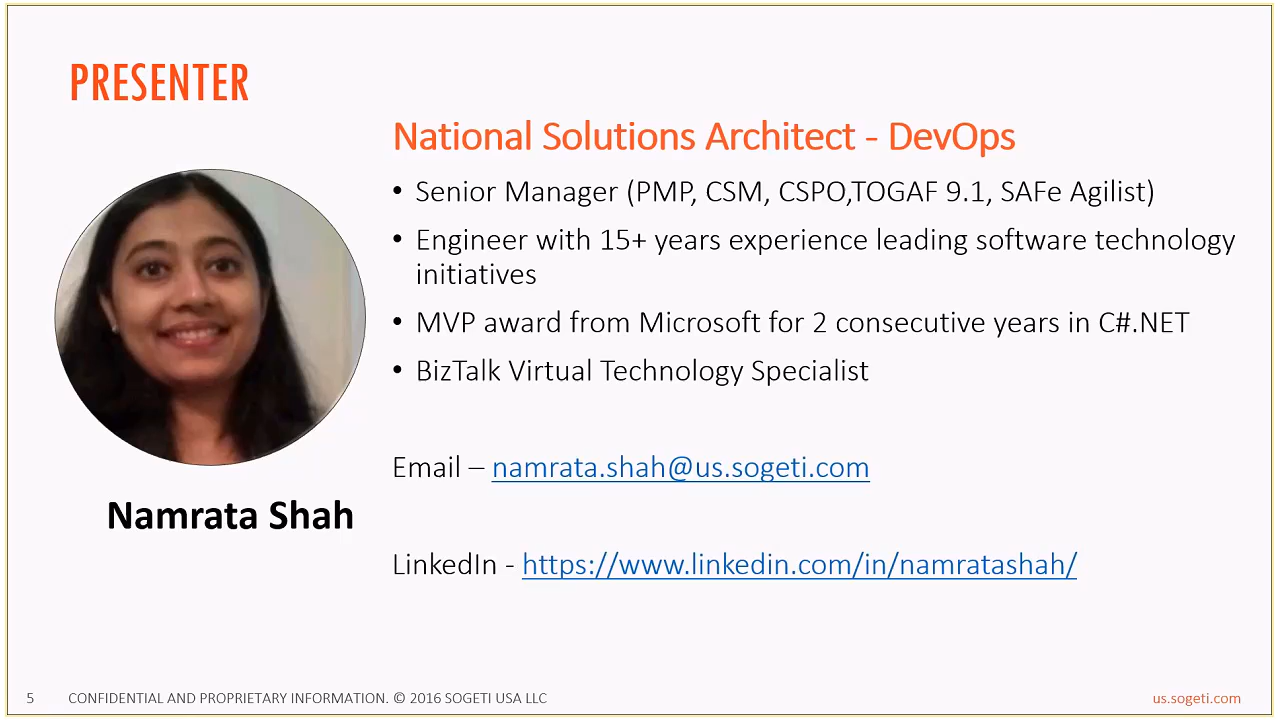 PRESENTER
National Solutions Architect - DevOps
• Senior Manager (PMP, CSM, CSPO,TOGAF 9.1, SAFe Agilist)
• Engineer with 15+ years experience leading software technology
initiatives
• MVP award from Microsoft for 2 consecutive years in C#.NET
• BizTalk Virtual Technology Specialist
Email – namrata.shah@us.sogeti.com
Namrata Shah
LinkedIn - https://www.linkedin.com/in/namratashah/
5 CONFIDENTIAL AND PROPRIETARY INFORMATION. © 2016 SOGETI USA LLC
us.sogeti.com